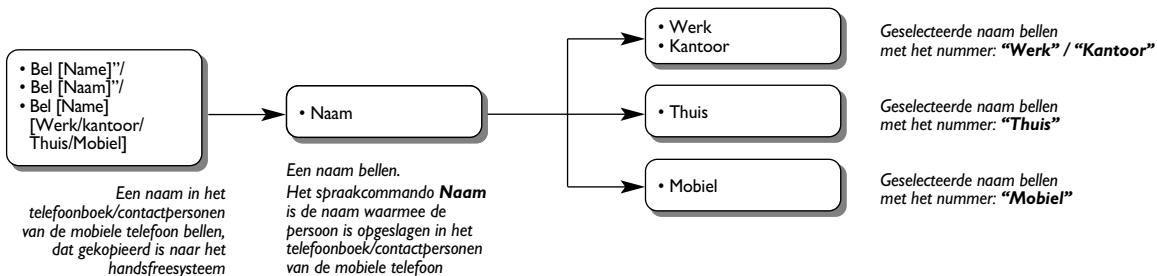 • Bel [Name]”/
• Bel [Naam]”/
• Bel [Name]
[Werk/kantoor/
Thuis/Mobiel]
Een naam in het
telefoonboek/contactpersonen
van de mobiele telefoon bellen,
dat gekopieerd is naar het
handsfreesysteem
• Naam
Een naam bellen.
Het spraakcommando Naam
is de naam waarmee de
persoon is opgeslagen in het
telefoonboek/contactpersonen
van de mobiele telefoon
• Werk
• Kantoor
Geselecteerde naam bellen
met het nummer: “Werk” / “Kantoor”
• Thuis
Geselecteerde naam bellen
met het nummer: “Thuis”
• Mobiel
Geselecteerde naam bellen
met het nummer: “Mobiel”